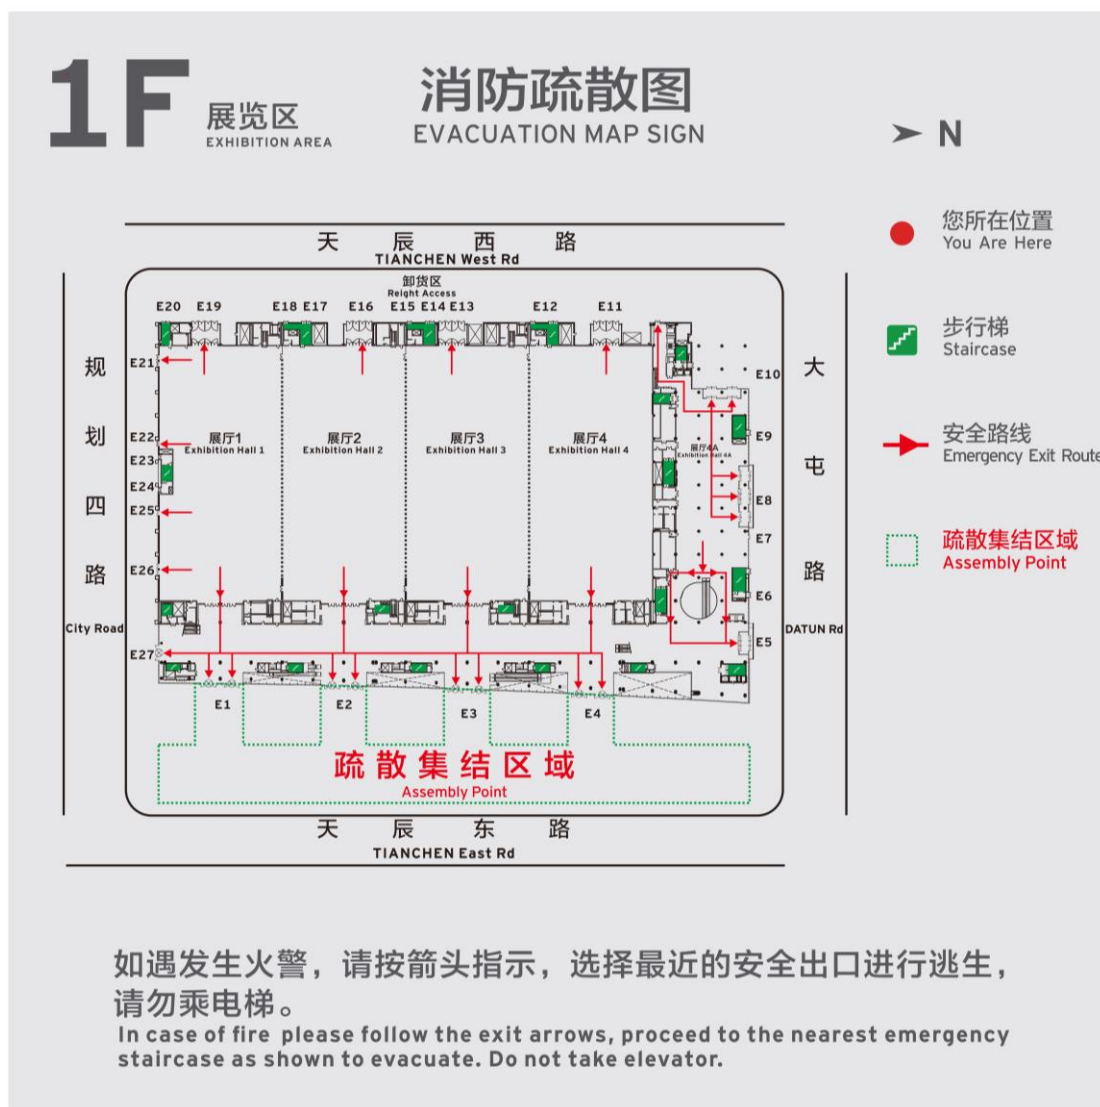 1F
展览区
EXHIBITION AREA
消防疏散图
EVACUATION MAP SIGN
N
您所在位置
You Are Here
步行梯
Staircase
安全路线
Emergency Exit Route
疏散集结区域
Assembly Point
天辰西路
TIANCHEN West Rd
卸货区
Reight Access
E20 E19 E18 E17 E16 E15 E14 E13 E12 E11
E21
E10
规划四路
City Road
大屯路
DATUN Rd
展厅1
Exhibition Hall 1
展厅2
Exhibition Hall 2
展厅3
Exhibition Hall 3
展厅4
Exhibition Hall 4
展厅4A
Exhibition Hall 4A
E22
E9
E23
E24
E8
E25
E7
E26
E6
E27
E5
E1 E2 E3 E4
疏散集结区域
Assembly Point
天辰东路
TIANCHEN East Rd
如遇发生火警，请按箭头指示，选择最近的安全出口进行逃生，
请勿乘电梯。
In case of fire please follow the exit arrows, proceed to the nearest emergency
staircase as shown to evacuate. Do not take elevator.